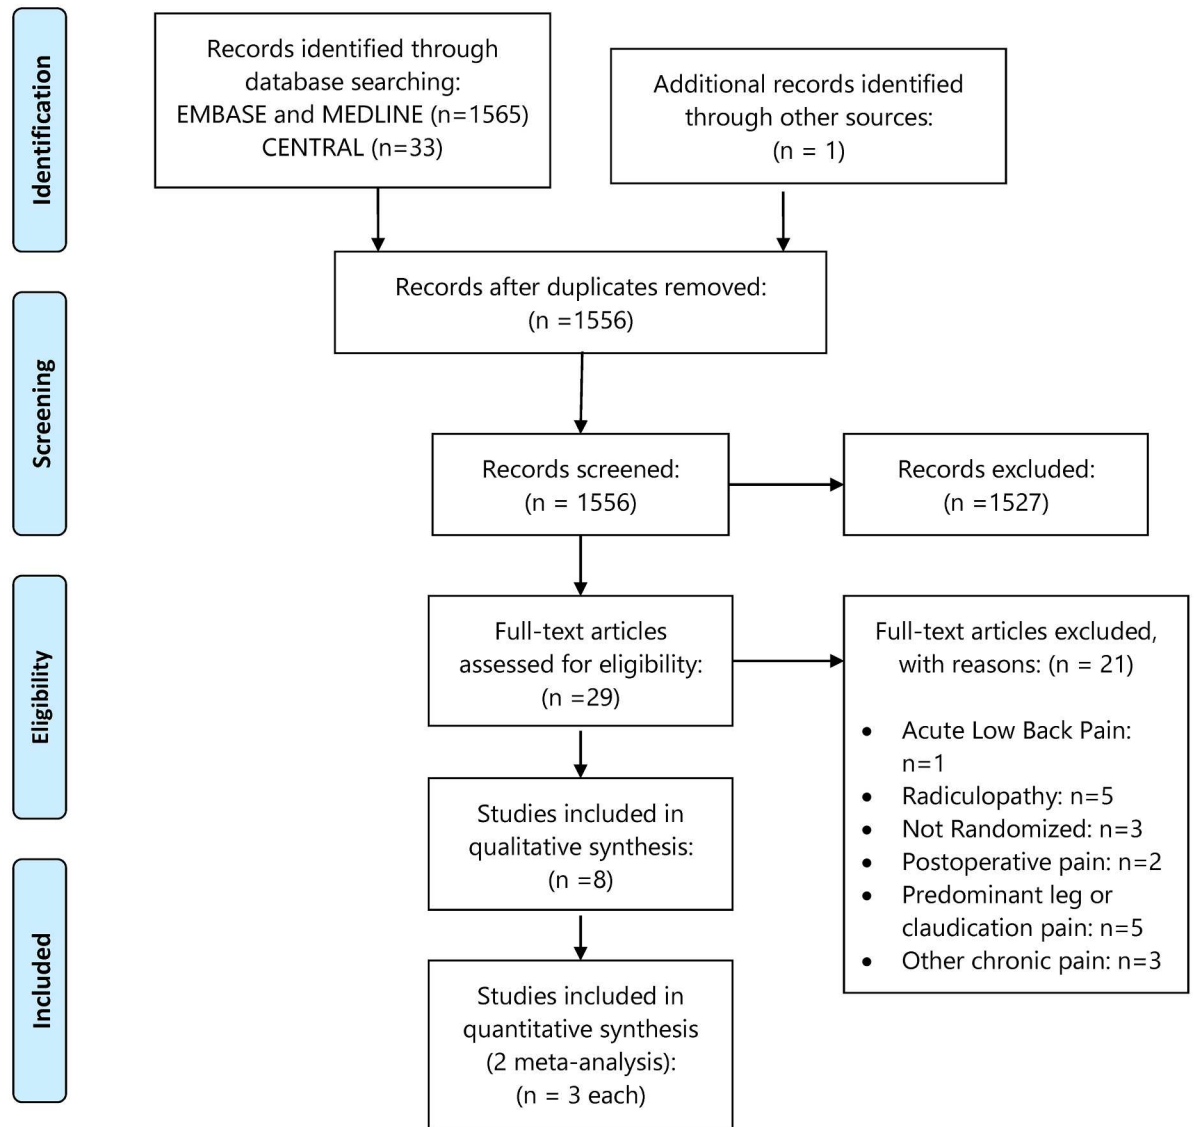 Identification
Records identified through
database searching:
EMBASE and MEDLINE (n=1565)
CENTRAL (n=33)
Additional records identified
through other sources:
(n = 1)
Records after duplicates removed:
(n =1556)
Screening
Records screened:
(n = 1556)
Records excluded:
(n =1527)
Eligibility
Full-text articles
assessed for eligibility:
(n =29)
Full-text articles excluded,
with reasons: (n = 21)
• Acute Low Back Pain:
n=1
• Radiculopathy: n=5
• Not Randomized: n=3
• Postoperative pain: n=2
• Predominant leg or
claudication pain: n=5
• Other chronic pain: n=3
Studies included in
qualitative synthesis:
(n =8)
Included
Studies included in
quantitative synthesis
(2 meta-analysis):
(n = 3 each)